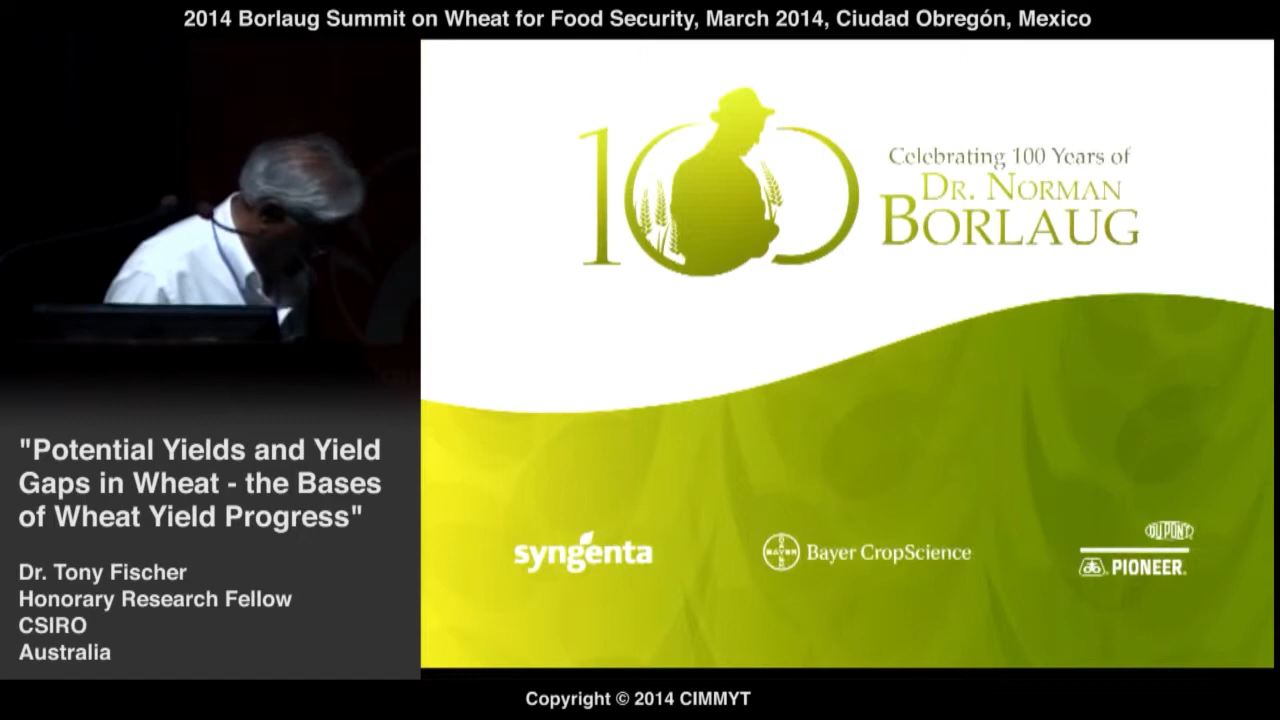 2014 Borlaug Summit on Wheat for Food Security, March 2014, Ciudad Obregón, Mexico
100
Celebrating 100 Years of
DR. NORMAN
BORLAUG
syngenta
BAYER
Bayer CropScience
DUPONT
PIONEER.
"Potential Yields and Yield
Gaps in Wheat - the Bases
of Wheat Yield Progress"
Dr. Tony Fischer
Honorary Research Fellow
CSIRO
Australia
Copyright © 2014 CIMMYT